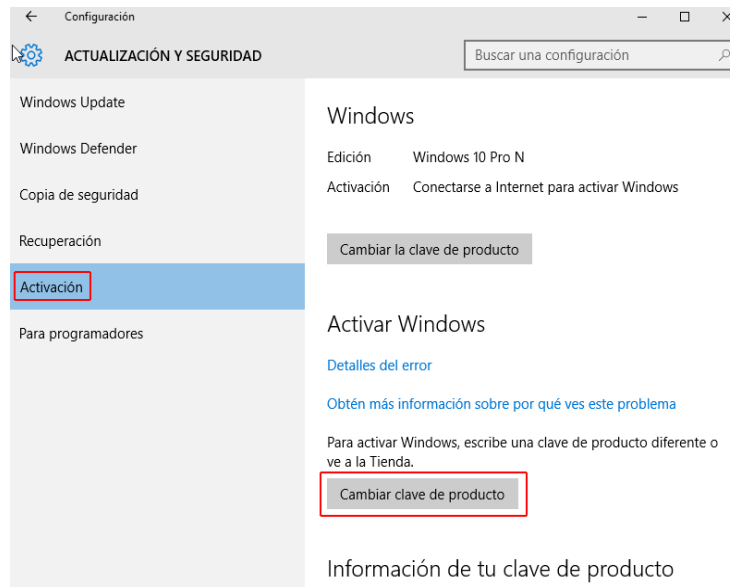 Configuración
ACTUALIZACIÓN Y SEGURIDAD
Buscar una configuración
Windows Update
Windows Defender
Copia de seguridad
Recuperación
Activación
Para programadores
Windows
Edición Windows 10 Pro N
Activación Conectarse a Internet para activar Windows
Cambiar la clave de producto
Activar Windows
Detalles del error
Obtén más información sobre por qué ves este problema
Para activar Windows, escribe una clave de producto diferente o
ve a la Tienda.
Cambiar clave de producto
Información de tu clave de producto